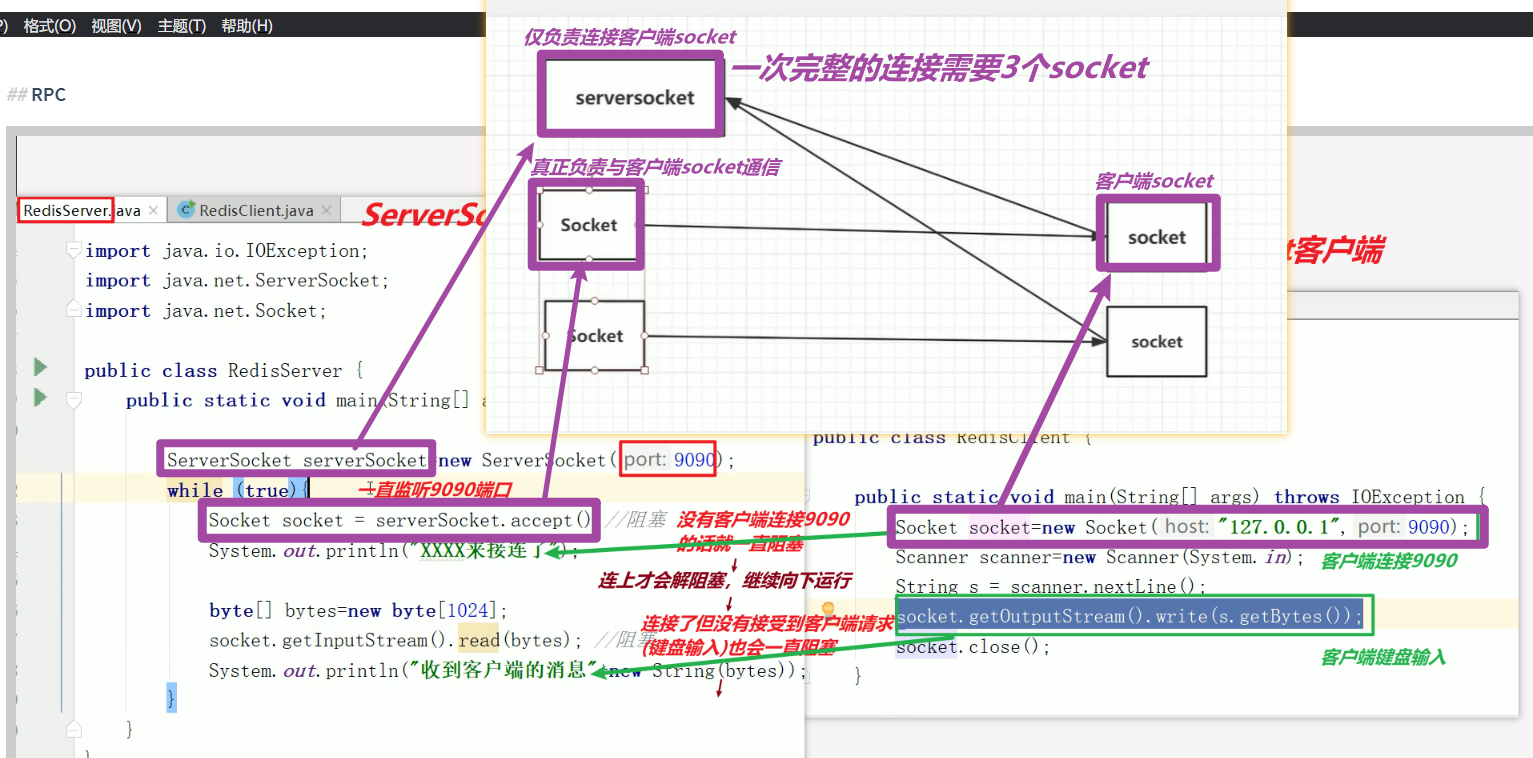 格式(O) 视图(V) 主题(T) 帮助(H)
## RPC
仅负责连接客户端socket
一次完整的连接需要3个socket
serversocket
真正负责与客户端socket通信
Socket
Socket
客户端socket
socket
socket
RedisServer.java × RedisClient.java ×
客户端
import java.io.IOException;
import java.net.ServerSocket;
import java.net.Socket;
public class RedisServer {
public static void main(String[]
ServerSocket serverSocket=new ServerSocket( port: 9090);
while (true){ 一直监听9090端口
Socket socket = serverSocket.accept() //阻塞
没有客户端连接9090
的话就一直阻塞
System.out.println("XXXX来接连了");
连上才会解阻塞，继续向下运行
byte[] bytes=new byte[1024];
连接了但没有接受到客户端请求
(键盘输入)也会一直阻塞
socket.getInputStream().read(bytes); //阻塞
System.out.println("收到客户端的消息"+new String(bytes));
}
}
public class RedisClient {
public static void main(String[] args) throws IOException {
Socket socket=new Socket( host: "127.0.0.1", port: 9090);
Scanner scanner=new Scanner(System.in);
客户端连接9090
String s = scanner.nextLine();
socket.getOutputStream().write(s.getBytes());
socket.close();
客户端键盘输入
}